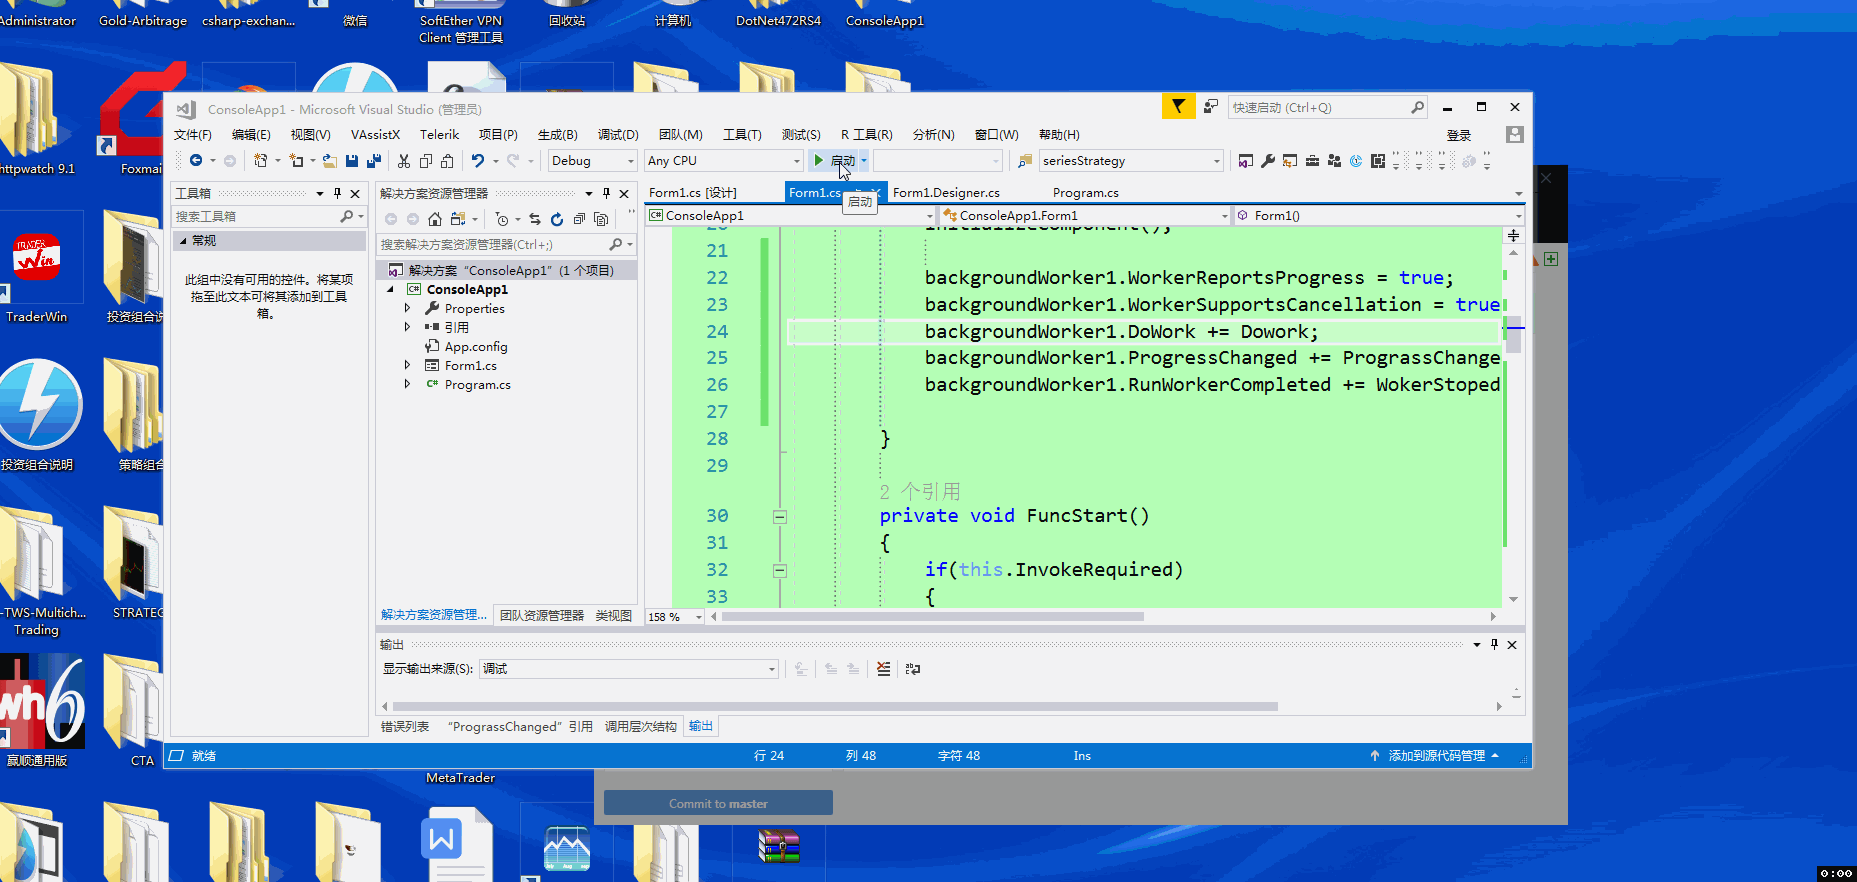 Administrator
Gold-Arbitrage
csharp-exchan...
微信
SoftEther VPN
Client 管理工具
回收站
计算机
DotNet472RS4
ConsoleApp1
httpwatch 9.1
Foxmai
TraderWin
投资组合说
投资组合说明
策略组合
-TWS-Multich...
Trading
STRATEG
赢顺通用版
CTA
MetaTrader
ConsoleApp1 - Microsoft Visual Studio (管理员)
快速启动 (Ctrl+Q)
文件(F) 编辑(E) 视图(V) VAssistX Telerik 项目(P) 生成(B) 调试(D) 团队(M) 工具(T) 测试(S) R 工具(R) 分析(N) 窗口(W) 帮助(H)
登录
Debug Any CPU 启动 seriesStrategy
启动
工具箱
搜索工具箱
常规
此组中没有可用的控件。将某项
拖至此文本可将其添加到工具
箱。
解决方案资源管理器
搜索解决方案资源管理器(Ctrl+;)
解决方案“ConsoleApp1”(1 个项目)
ConsoleApp1
Properties
引用
App.config
Form1.cs
Program.cs
解决方案资源管理... 团队资源管理器 类视图
Form1.cs [设计] Form1.cs Form1.Designer.cs Program.cs
ConsoleApp1 ConsoleApp1.Form1 Form1()
20 InitializeComponent();
21
22 backgroundWorker1.WorkerReportsProgress = true;
23 backgroundWorker1.WorkerSupportsCancellation = true
24 backgroundWorker1.DoWork += Dowork;
25 backgroundWorker1.ProgressChanged += PrograssChange
26 backgroundWorker1.RunWorkerCompleted += WokerStoped
27
28 }
29
2 个引用
30 private void FuncStart()
31 {
32 if(this.InvokeRequired)
33 {
158 %
输出
显示输出来源(S): 调试
错误列表 “PrograssChanged”引用 调用层次结构 输出
就绪 行 24 列 48 字符 48 Ins 添加到源代码管理
Commit to master
0:00